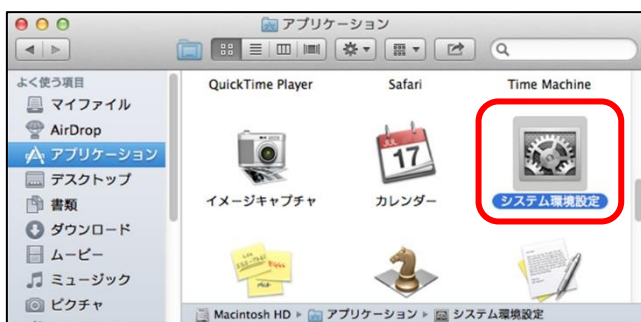 アプリケーション
よく使う項目
マイファイル
AirDrop
アプリケーション
デスクトップ
書類
ダウンロード
ムービー
ミュージック
ピクチャ
QuickTime Player
Safari
Time Machine
JUL
17
イメージキャプチャ
カレンダー
システム環境設定
Macintosh HD ▸ アプリケーション ▸ システム環境設定